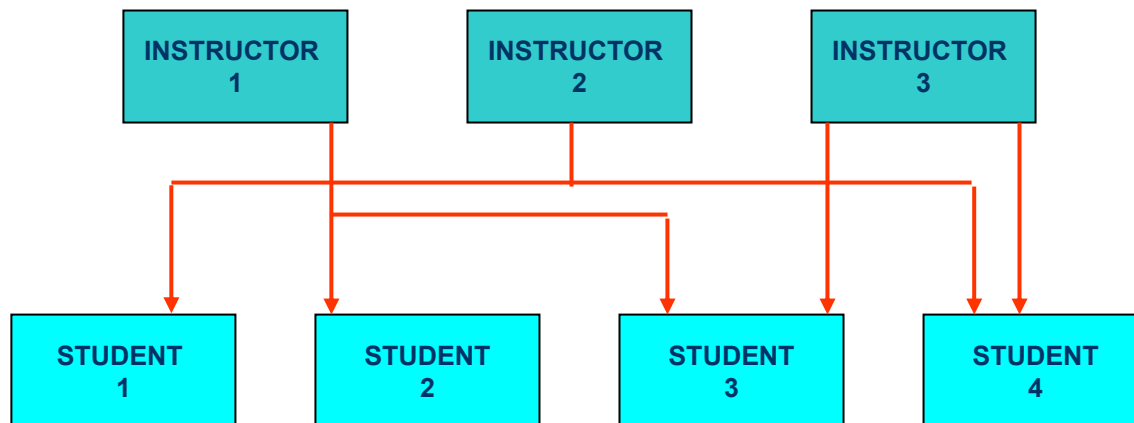 INSTRUCTOR
1
INSTRUCTOR
2
INSTRUCTOR
3
STUDENT
1
STUDENT
2
STUDENT
3
STUDENT
4